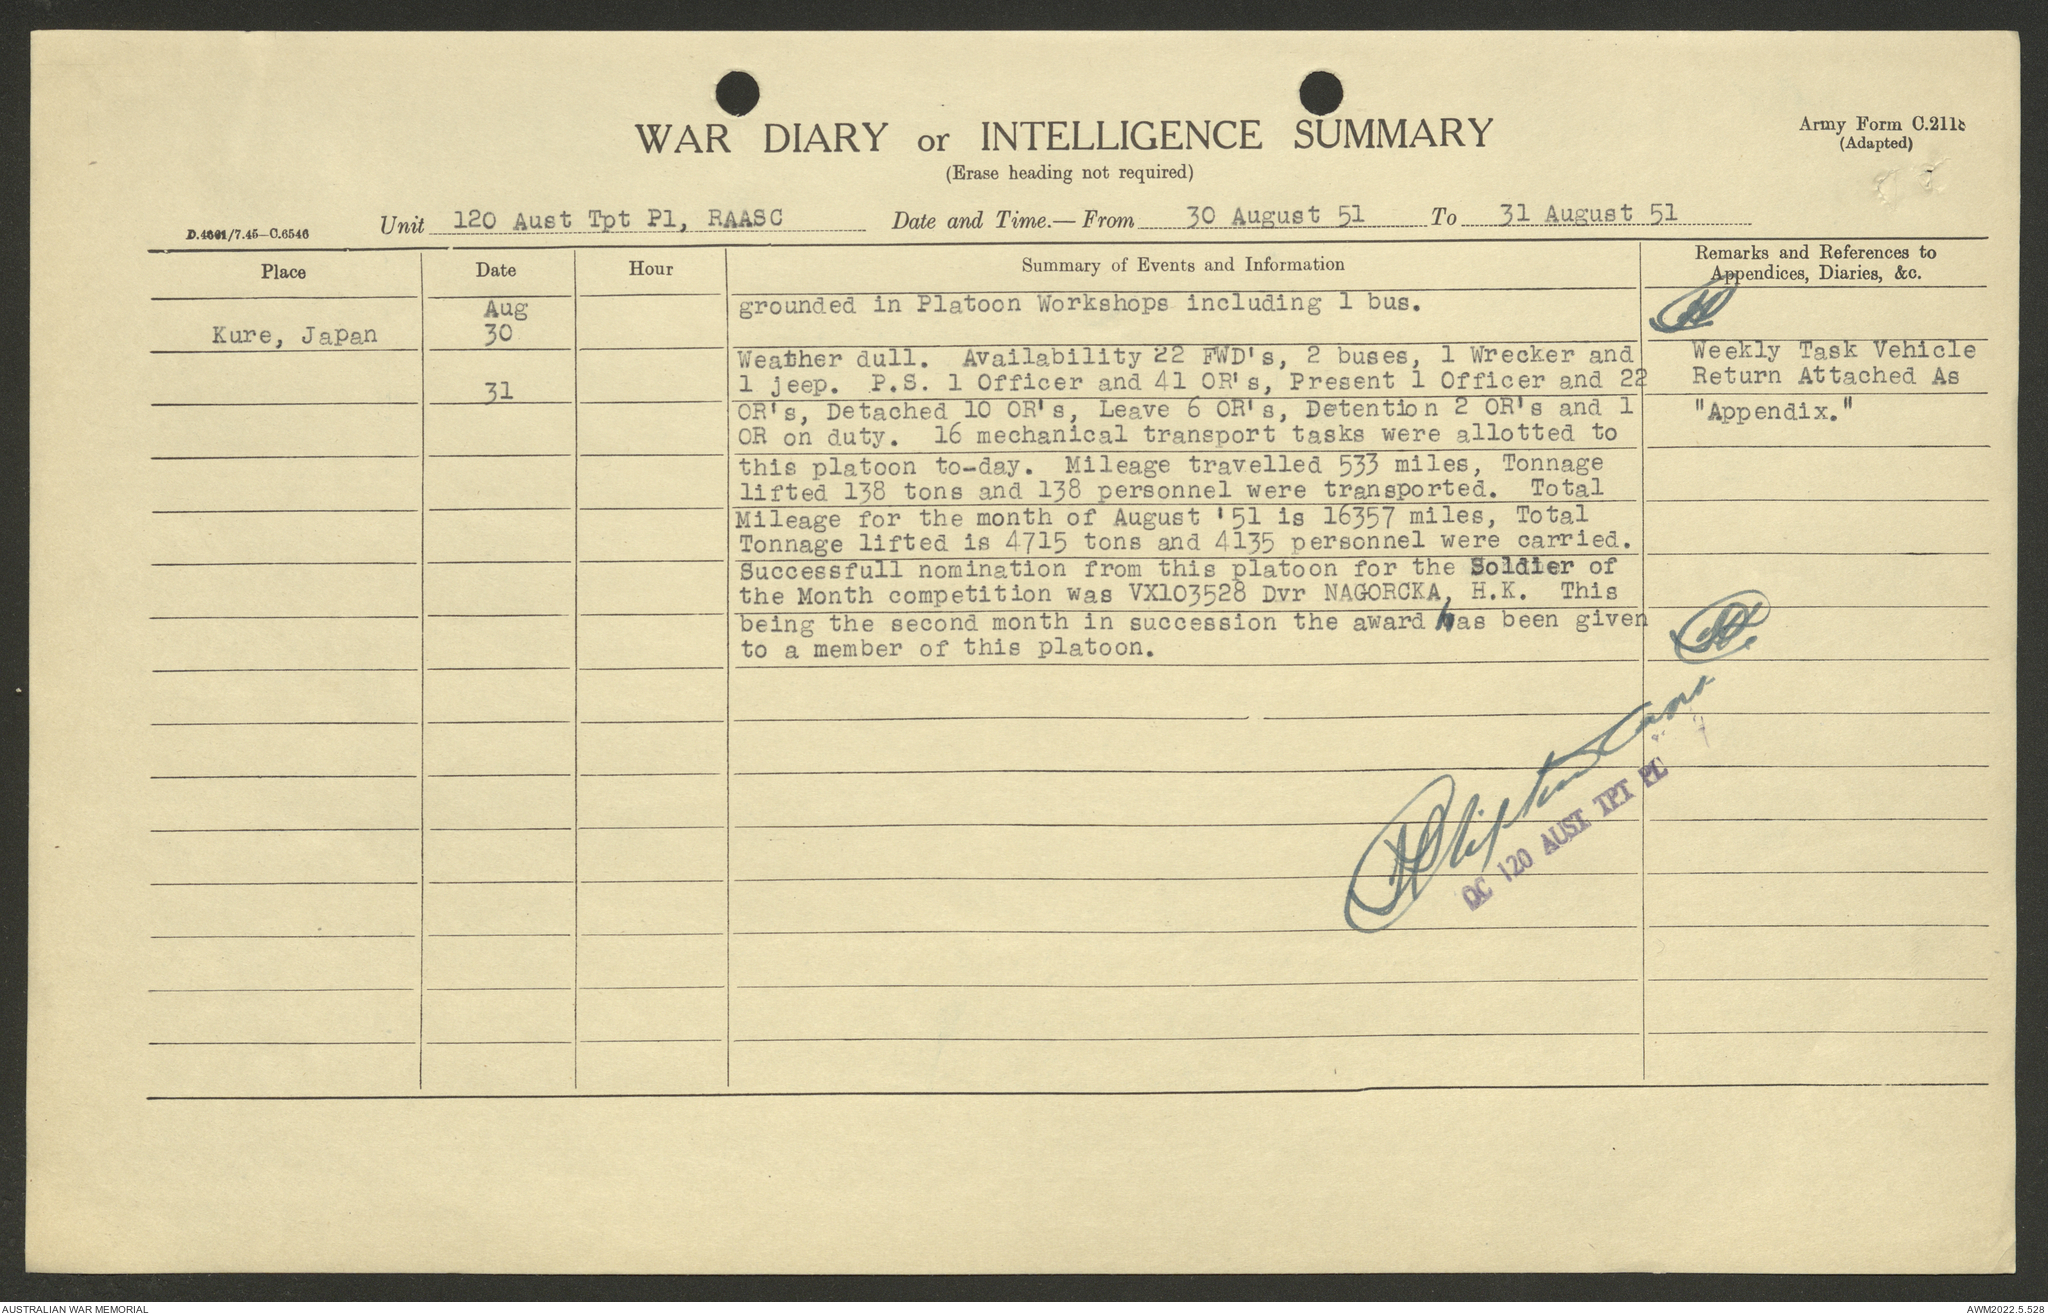 WAR DIARY or INTELLIGENCE SUMMARY
(Erase heading not required)
Army Form C.2118
(Adapted)
D.4661/7.45—C.6546
Unit 120 Aust Tpt Pl, RAASC Date and Time.— From 30 August 51 To 31 August 51
Place Date Hour Summary of Events and Information Remarks and References to
Appendices, Diaries, &c.
Aug grounded in Platoon Workshops including 1 bus.
Kure, Japan 30
Weather dull. Availability 22 FWD's, 2 buses, 1 Wrecker and Weekly Task Vehicle
31 1 jeep. P.S. 1 Officer and 41 OR's, Present 1 Officer and 22 Return Attached As
OR's, Detached 10 OR's, Leave 6 OR's, Detention 2 OR's and 1 "Appendix."
OR on duty. 16 mechanical transport tasks were allotted to
this platoon to-day. Mileage travelled 533 miles, Tonnage
lifted 138 tons and 138 personnel were transported. Total
Mileage for the month of August '51 is 16357 miles, Total
Tonnage lifted is 4715 tons and 4135 personnel were carried.
Successfull nomination from this platoon for the Soldier of
the Month competition was VX103528 Dvr NAGORCKA, H.K. This
being the second month in succession the award has been given
to a member of this platoon.
OC 120 AUST TPT PL
AUSTRALIAN WAR MEMORIAL
AWM2022.5.528